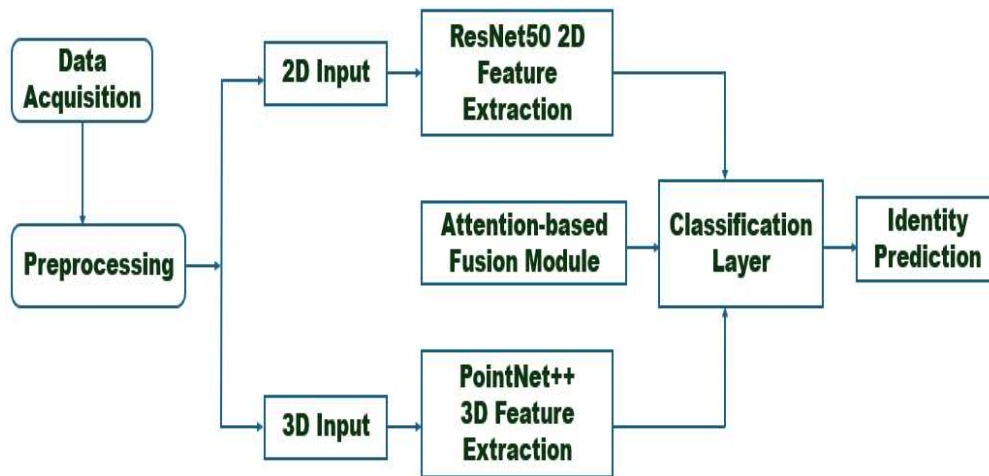 Data
Acquisition
Preprocessing
2D Input
ResNet50 2D
Feature
Extraction
Attention-based
Fusion Module
Classification
Layer
Identity
Prediction
3D Input
PointNet++
3D Feature
Extraction